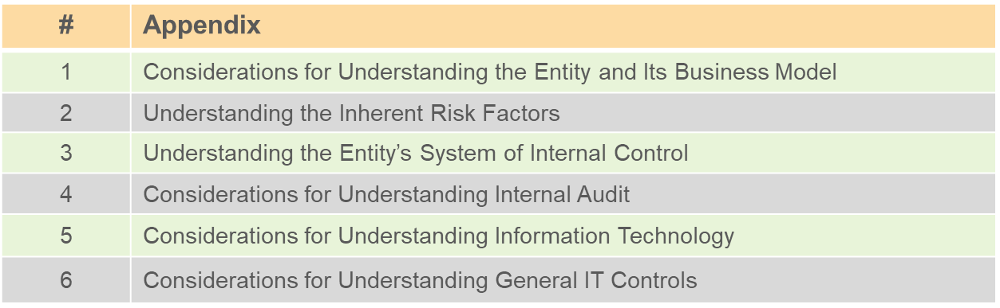 # Appendix
1 Considerations for Understanding the Entity and Its Business Model
2 Understanding the Inherent Risk Factors
3 Understanding the Entity’s System of Internal Control
4 Considerations for Understanding Internal Audit
5 Considerations for Understanding Information Technology
6 Considerations for Understanding General IT Controls